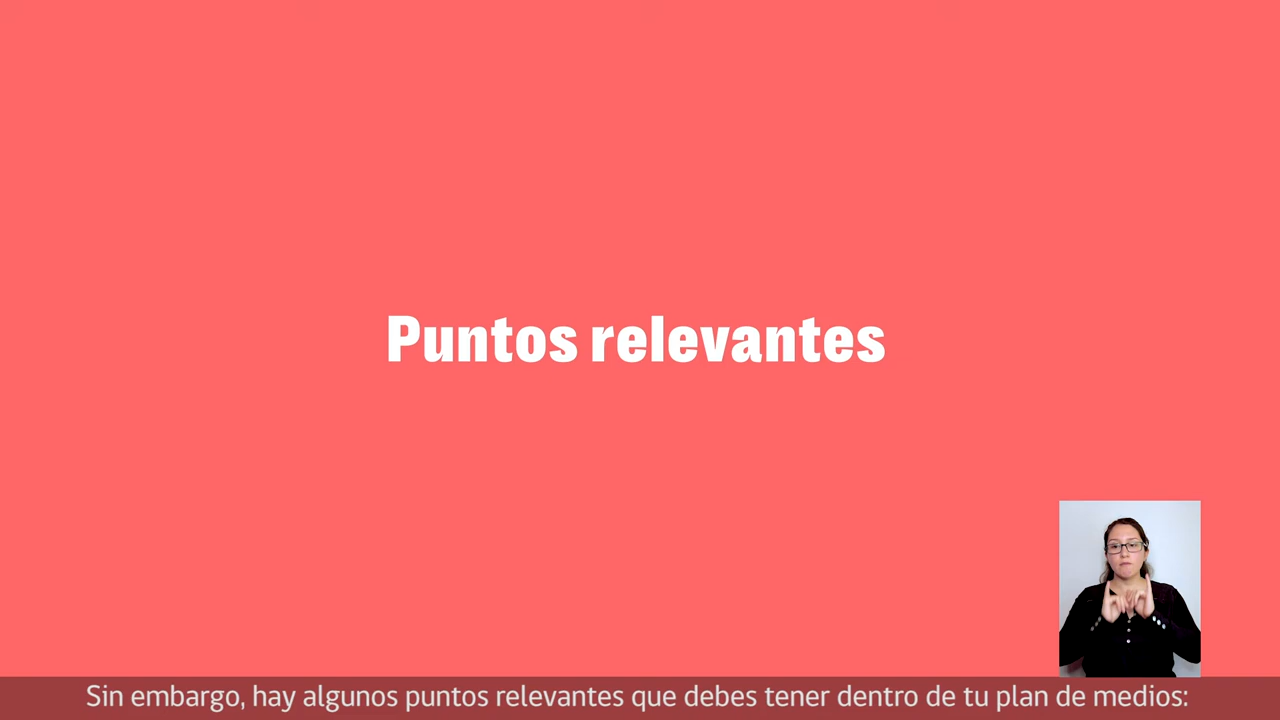 Puntos relevantes
Sin embargo, hay algunos puntos relevantes que debes tener dentro de tu plan de medios: